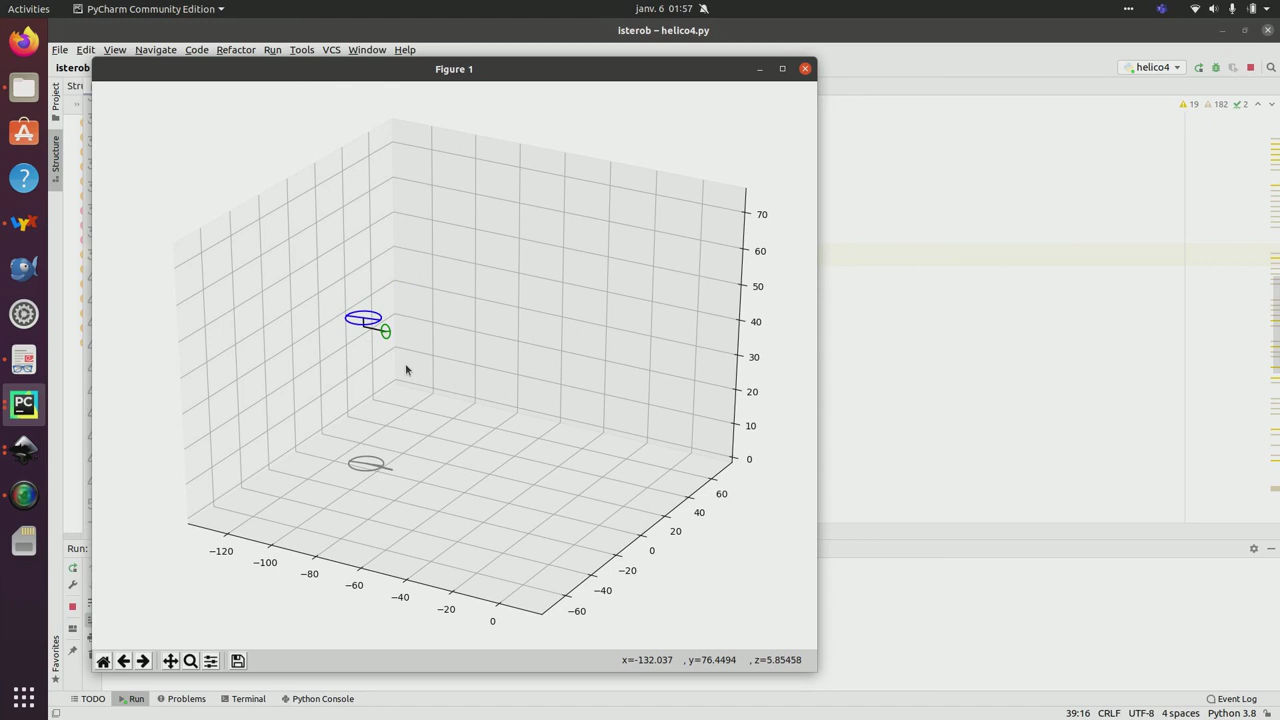 Activities
PyCharm Community Edition
janv. 6 01:57
isterob – helico4.py
File Edit View Navigate Code Refactor Run Tools VCS Window Help
isterob
helico4
Project
Stru
19 182 2
Structure
Figure 1
70
60
50
40
30
20
10
0
60
40
20
0
−20
−40
−60
−120
−100
−80
−60
−40
−20
0
x=-132.037 , y=76.4494 , z=5.85458
Run:
Favorites
TODO Run Problems Terminal Python Console Event Log
39:16 CRLF UTF-8 4 spaces Python 3.8